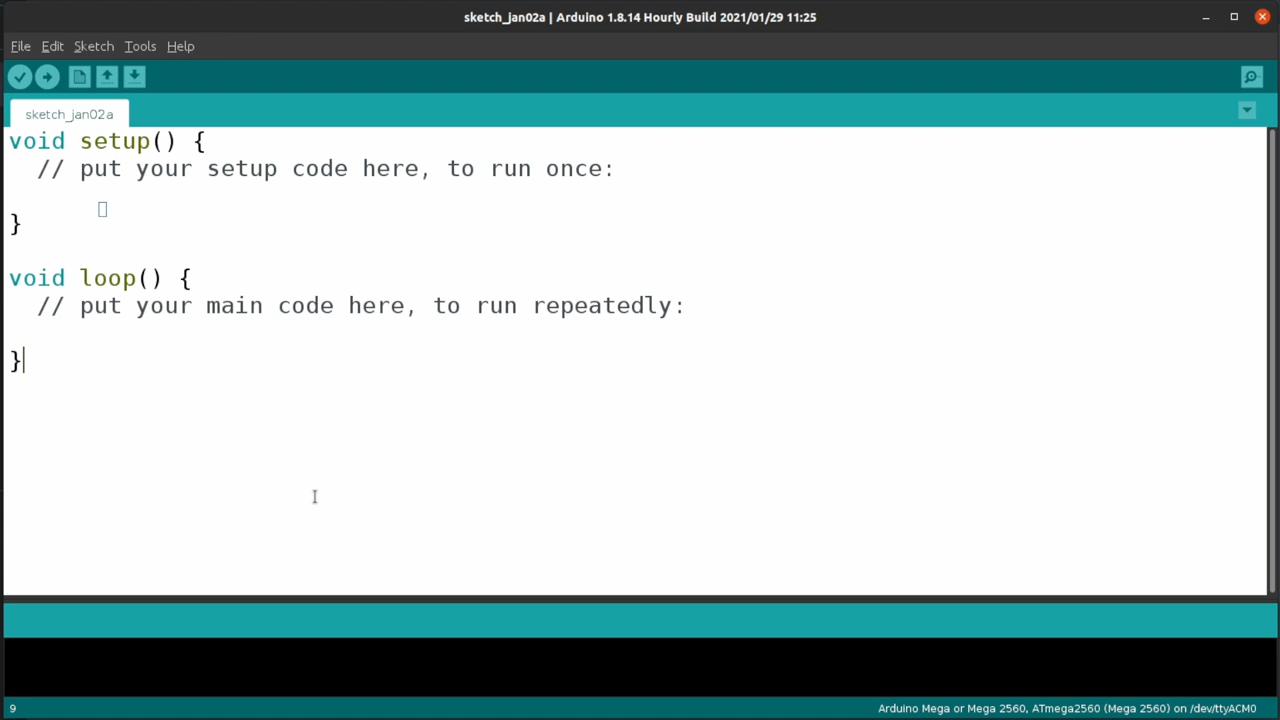 sketch_jan02a | Arduino 1.8.14 Hourly Build 2021/01/29 11:25
File Edit Sketch Tools Help
sketch_jan02a
void setup() {
  // put your setup code here, to run once:
}
void loop() {
  // put your main code here, to run repeatedly:
}
9
Arduino Mega or Mega 2560, ATmega2560 (Mega 2560) on /dev/ttyACM0